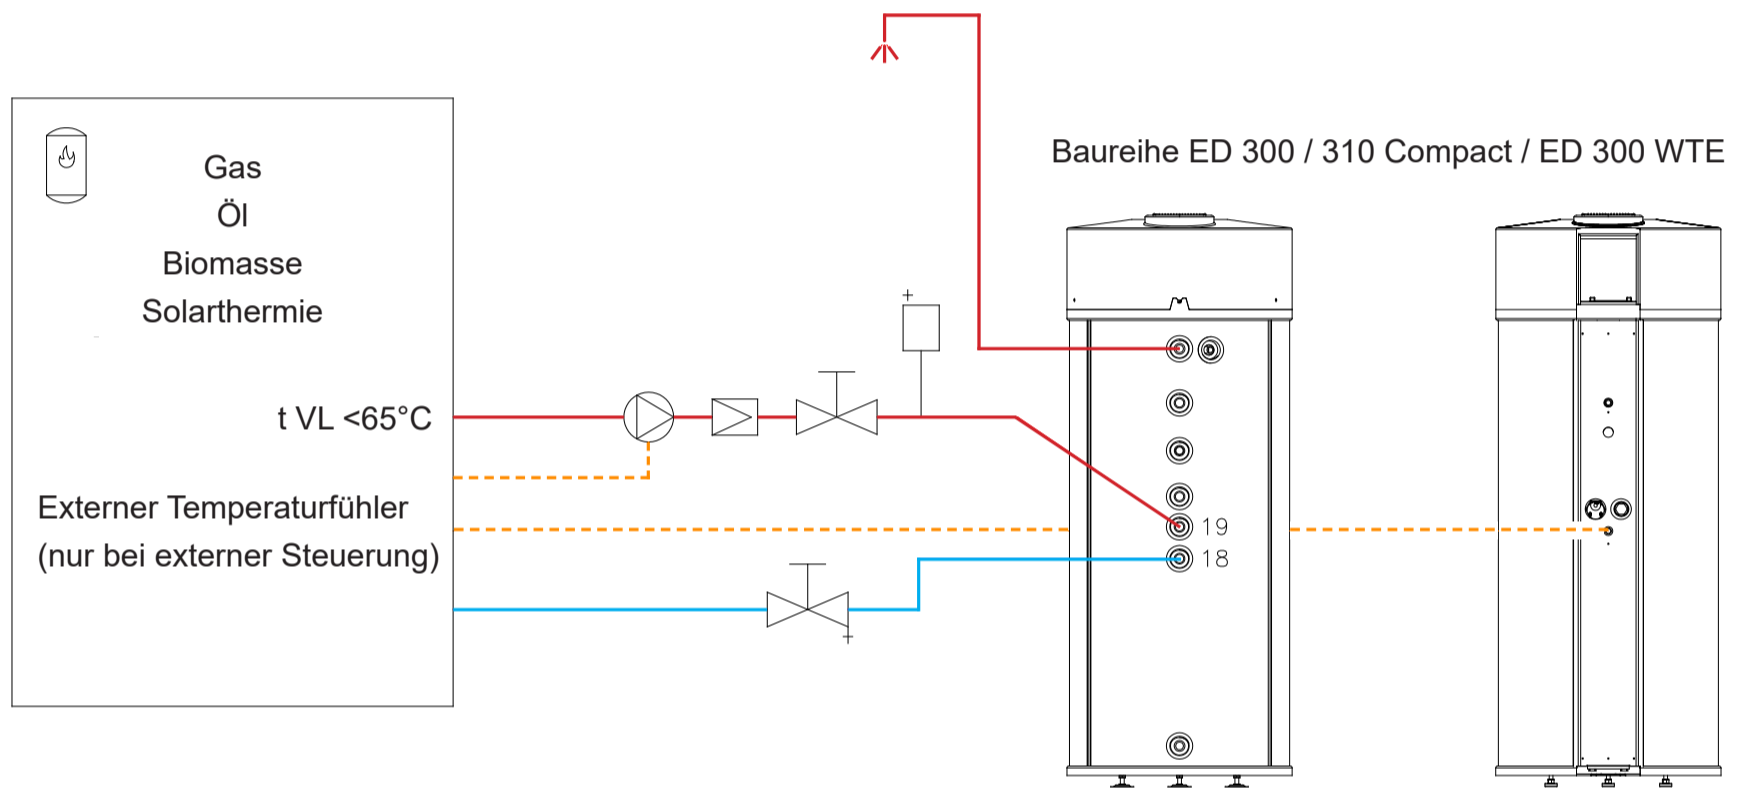 Baureihe ED 300 / 310 Compact / ED 300 WTE
Gas
Öl
Biomasse
Solarthermie
t VL <65°C
Externer Temperaturfühler
(nur bei externer Steuerung)
19
18